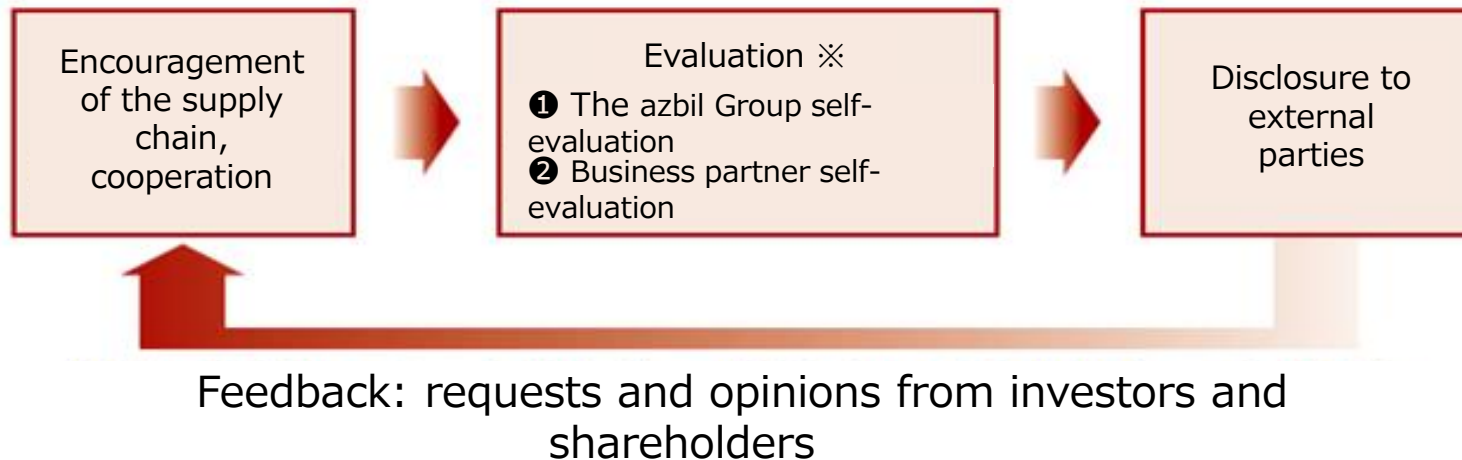 Encouragement
of the supply
chain,
cooperation
Evaluation ※
❶ The azbil Group self-
evaluation
❷ Business partner self-
evaluation
Disclosure to
external
parties
Feedback: requests and opinions from investors and
shareholders